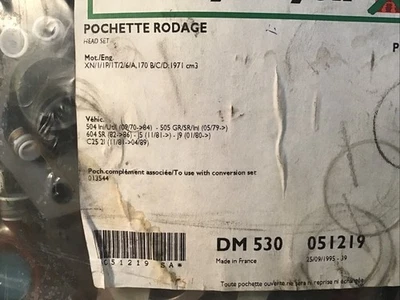 POCHETTE RODAGE
HEAD SET
P
Mot./Eng.
XN/1/1P/1T/2/6/A, 170 B/C/D, 1971 cm3
Véhic.
504 Inj/Util (09/70->84) - 505 GR/SR/Inj (05/79->)
604 SR (82->86) - J5 (11/81->) - J9 (01/80->)
C25 2l (11/81->04/89)
Poch.complément associée/To use with conversion set
013544
051219 SA*
DM 530 051219
Made in France 25/09/1995 - J9
Toute pochette ouverte ne sera ni reprise ni échangée